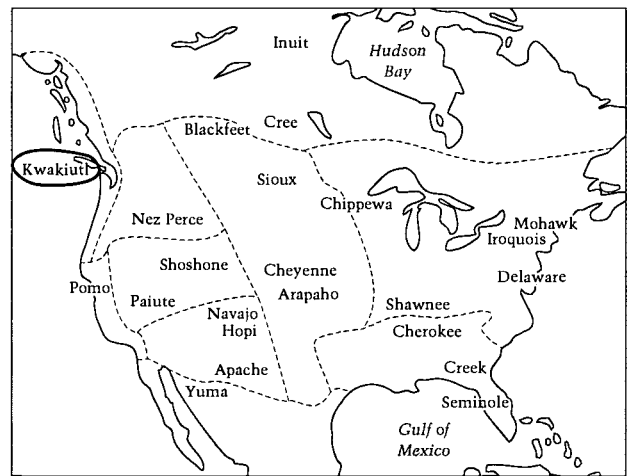 Inuit
Hudson
Bay
Blackfeet
Cree
Kwakiutl
Sioux
Chippewa
Nez Perce
Mohawk
Iroquois
Shoshone
Cheyenne
Delaware
Pomo
Paiute
Arapaho
Navajo
Hopi
Shawnee
Cherokee
Apache
Creek
Yuma
Seminole
Gulf of
Mexico